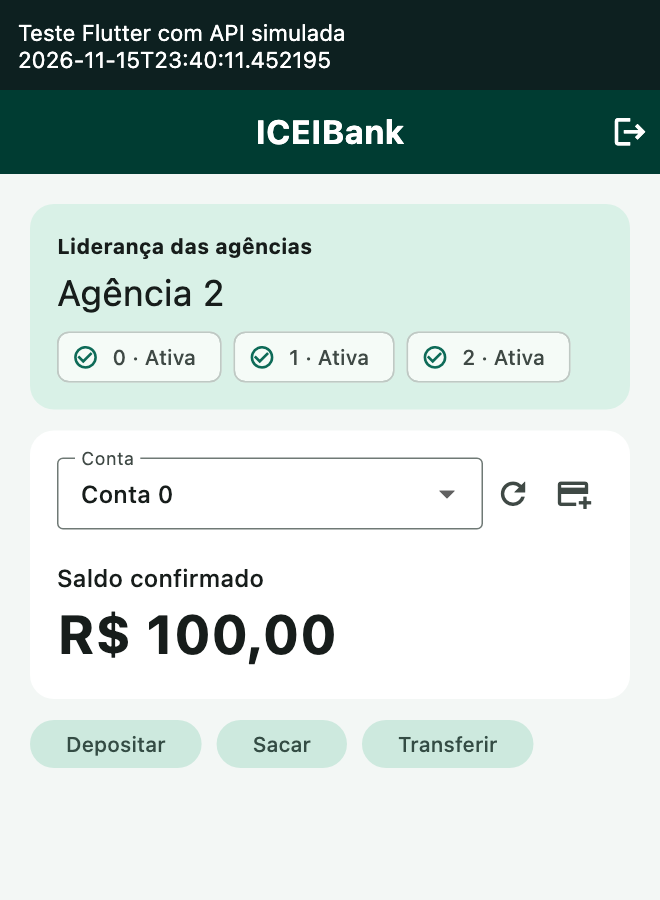 Teste Flutter com API simulada
2026-11-15T23:40:11.452195
ICEIBank
Liderança das agências
Agência 2
0 · Ativa
1 · Ativa
2 · Ativa
Conta
Conta 0
Saldo confirmado
R$ 100,00
Depositar
Sacar
Transferir